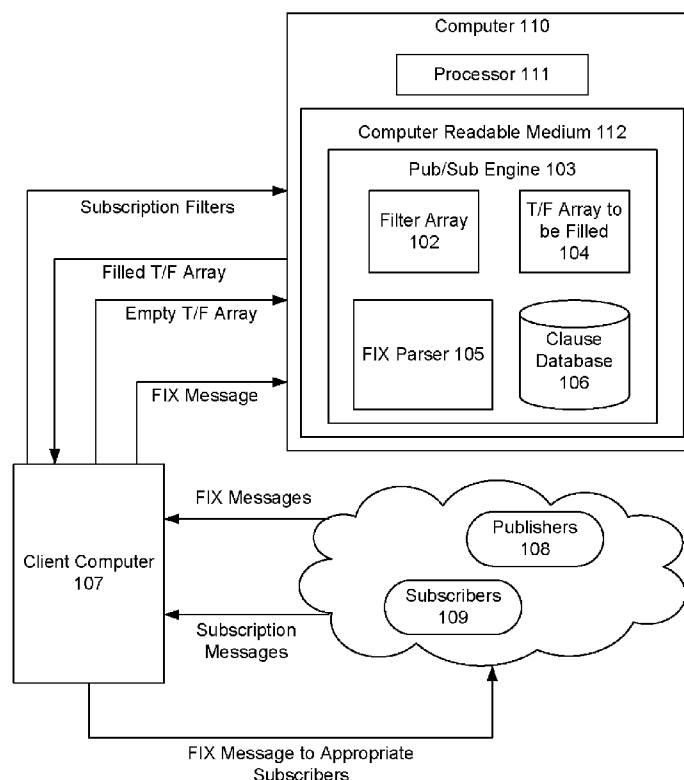 Computer 110
Processor 111
Computer Readable Medium 112
Pub/Sub Engine 103
Filter Array
102
T/F Array to
be Filled
104
FIX Parser 105
Clause
Database
106
Subscription Filters
Filled T/F Array
Empty T/F Array
FIX Message
Client Computer
107
FIX Messages
Publishers
108
Subscribers
109
Subscription
Messages
FIX Message to Appropriate
Subscribers